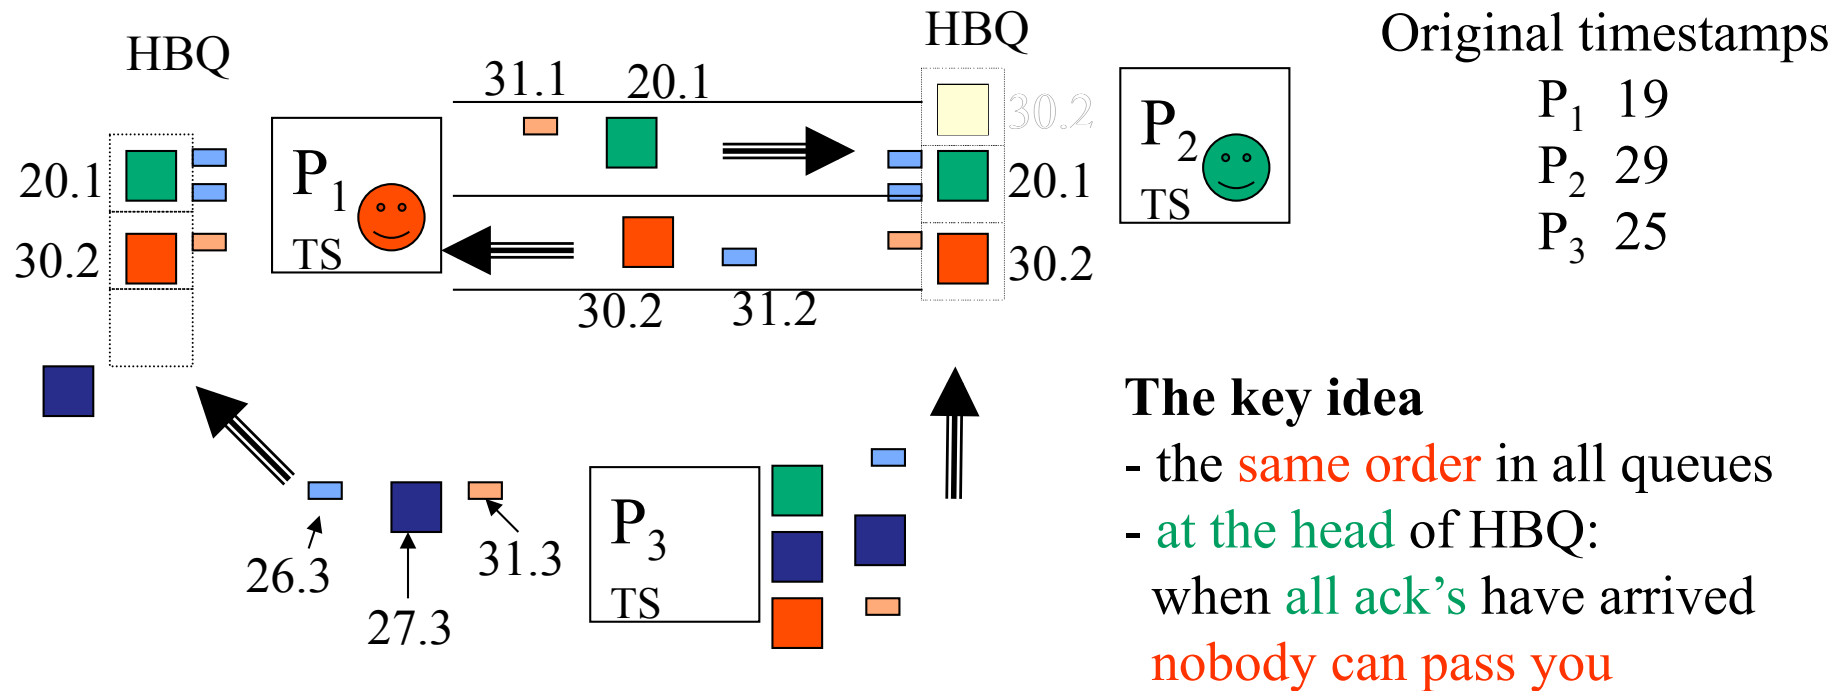 HBQ
HBQ
Original timestamps
31.1
20.1
30.2
P1 19
P1
TS
P2
TS
20.1
20.1
P2 29
30.2
30.2
P3 25
30.2
31.2
The key idea
- the same order in all queues
- at the head of HBQ:
when all ack’s have arrived
nobody can pass you
P3
TS
26.3
27.3
31.3